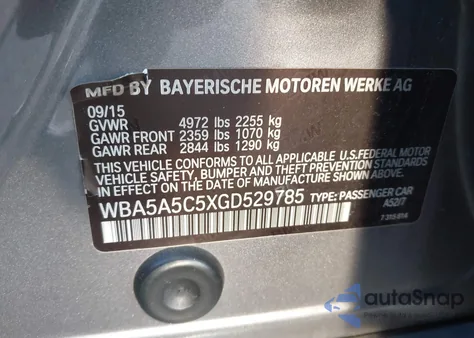 MFD BY BAYERISCHE MOTOREN WERKE AG
09/15
GVWR 4972 lbs 2255 kg
GAWR FRONT 2359 lbs 1070 kg
GAWR REAR 2844 lbs 1290 kg
THIS VEHICLE CONFORMS TO ALL APPLICABLE U.S.FEDERAL MOTOR
VEHICLE SAFETY, BUMPER, AND THEFT PREVENTION STANDARDS
IN EFFECT ON THE DATE OF MANUFACTURE SHOWN ABOVE.
WBA5A5C5XGD529785 TYPE: PASSENGER CAR
A52/7
autoSnap